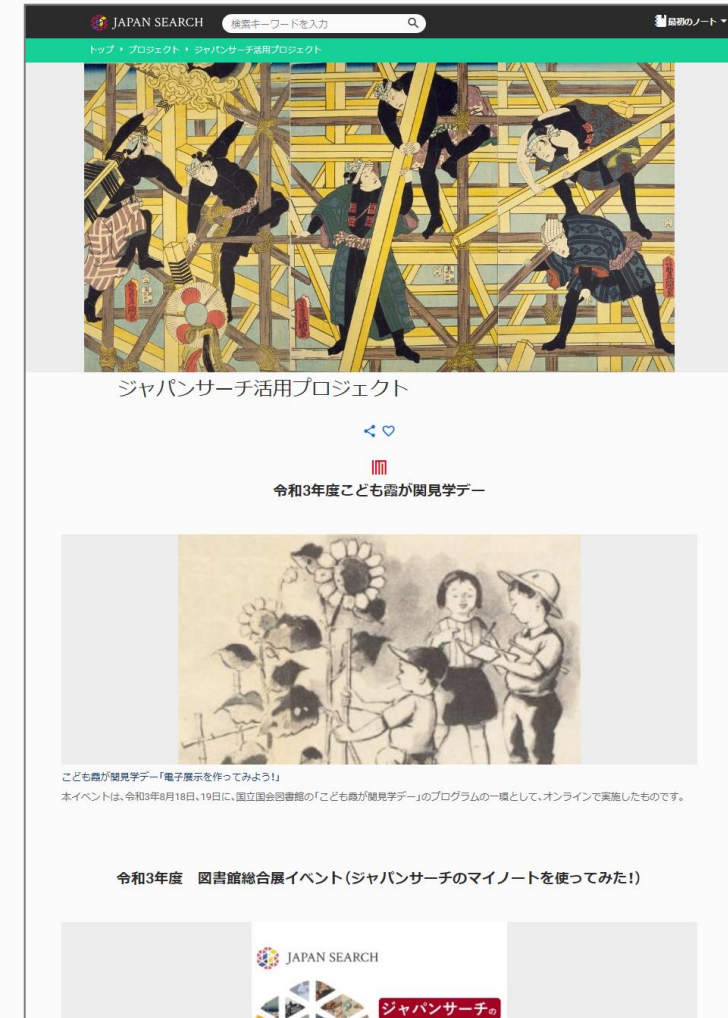 JAPAN SEARCH
検索キーワードを入力
最初のノート
トップ ・ プロジェクト ・ ジャパンサーチ活用プロジェクト
ジャパンサーチ活用プロジェクト
令和3年度こども霞が関見学デー
こども霞が関見学デー「電子展示を作ってみよう!」
本イベントは、令和3年8月18日、19日に、国立国会図書館の「こども霞が関見学デー」のプログラムの一環として、オンラインで実施したものです。
令和3年度　図書館総合展イベント（ジャパンサーチのマイノートを使ってみた!）
JAPAN SEARCH
ジャパンサーチの